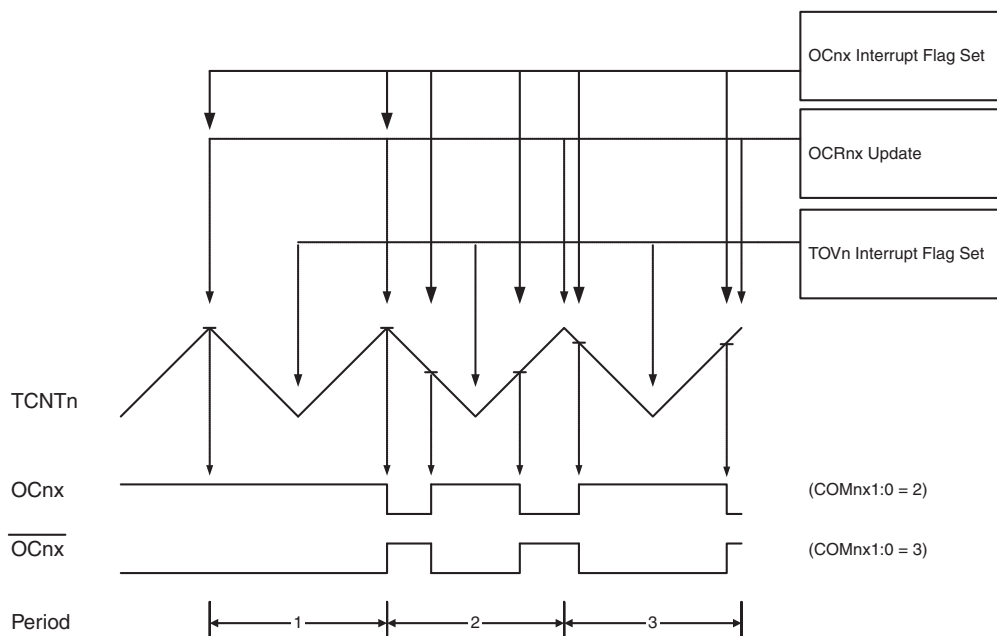 OCnx Interrupt Flag Set
OCRnx Update
TOVn Interrupt Flag Set
TCNTn
OCnx
(COMnx1:0 = 2)
OCnx
(COMnx1:0 = 3)
Period
1
2
3